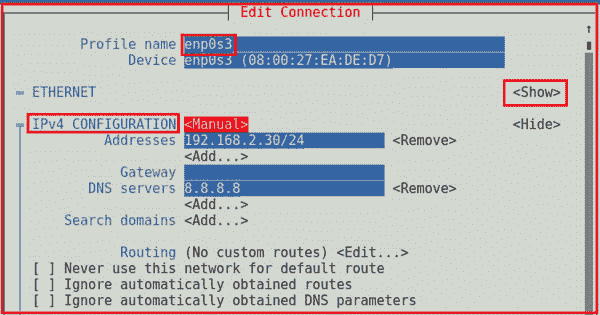 Edit Connection
Profile name enp0s3
Device enp0s3 (08:00:27:EA:DE:D7)
ETHERNET <Show>
IPv4 CONFIGURATION <Manual> <Hide>
Addresses 192.168.2.30/24 <Remove>
<Add...>
Gateway
DNS servers 8.8.8.8 <Remove>
<Add...>
Search domains <Add...>
Routing (No custom routes) <Edit...>
[ ] Never use this network for default route
[ ] Ignore automatically obtained routes
[ ] Ignore automatically obtained DNS parameters